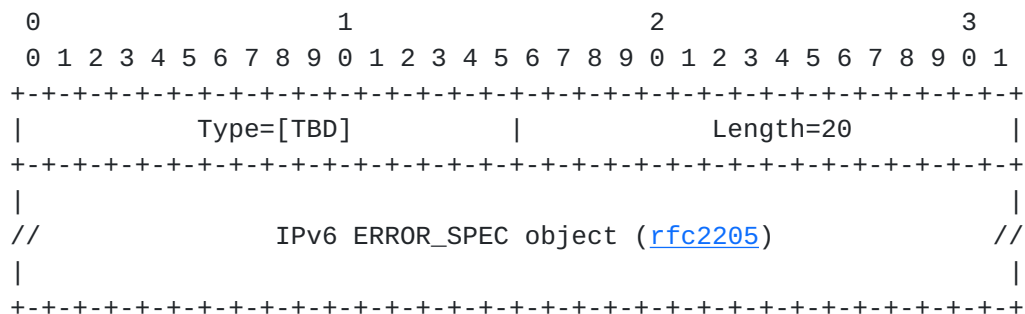 0                   1                   2                   3
 0 1 2 3 4 5 6 7 8 9 0 1 2 3 4 5 6 7 8 9 0 1 2 3 4 5 6 7 8 9 0 1
+-+-+-+-+-+-+-+-+-+-+-+-+-+-+-+-+-+-+-+-+-+-+-+-+-+-+-+-+-+-+-+-+
|           Type=[TBD]          |            Length=20          |
+-+-+-+-+-+-+-+-+-+-+-+-+-+-+-+-+-+-+-+-+-+-+-+-+-+-+-+-+-+-+-+-+
|                                                               |
//               IPv6 ERROR_SPEC object (rfc2205)              //
|                                                               |
+-+-+-+-+-+-+-+-+-+-+-+-+-+-+-+-+-+-+-+-+-+-+-+-+-+-+-+-+-+-+-+-+